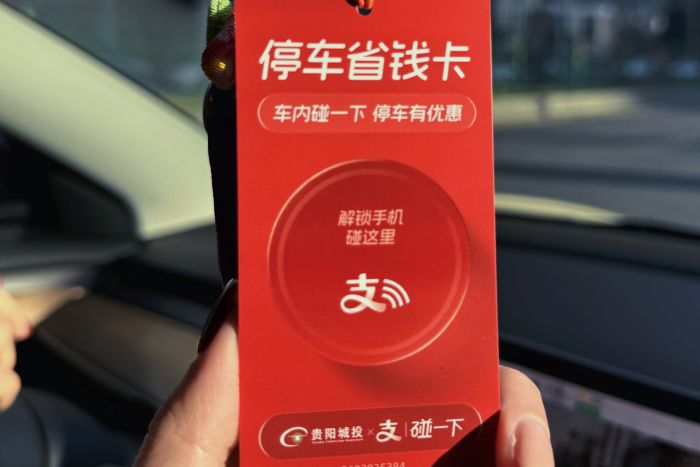 停车省钱卡
车内碰一下 停车有优惠
解锁手机
碰这里
支
贵阳城投 × 支 | 碰一下